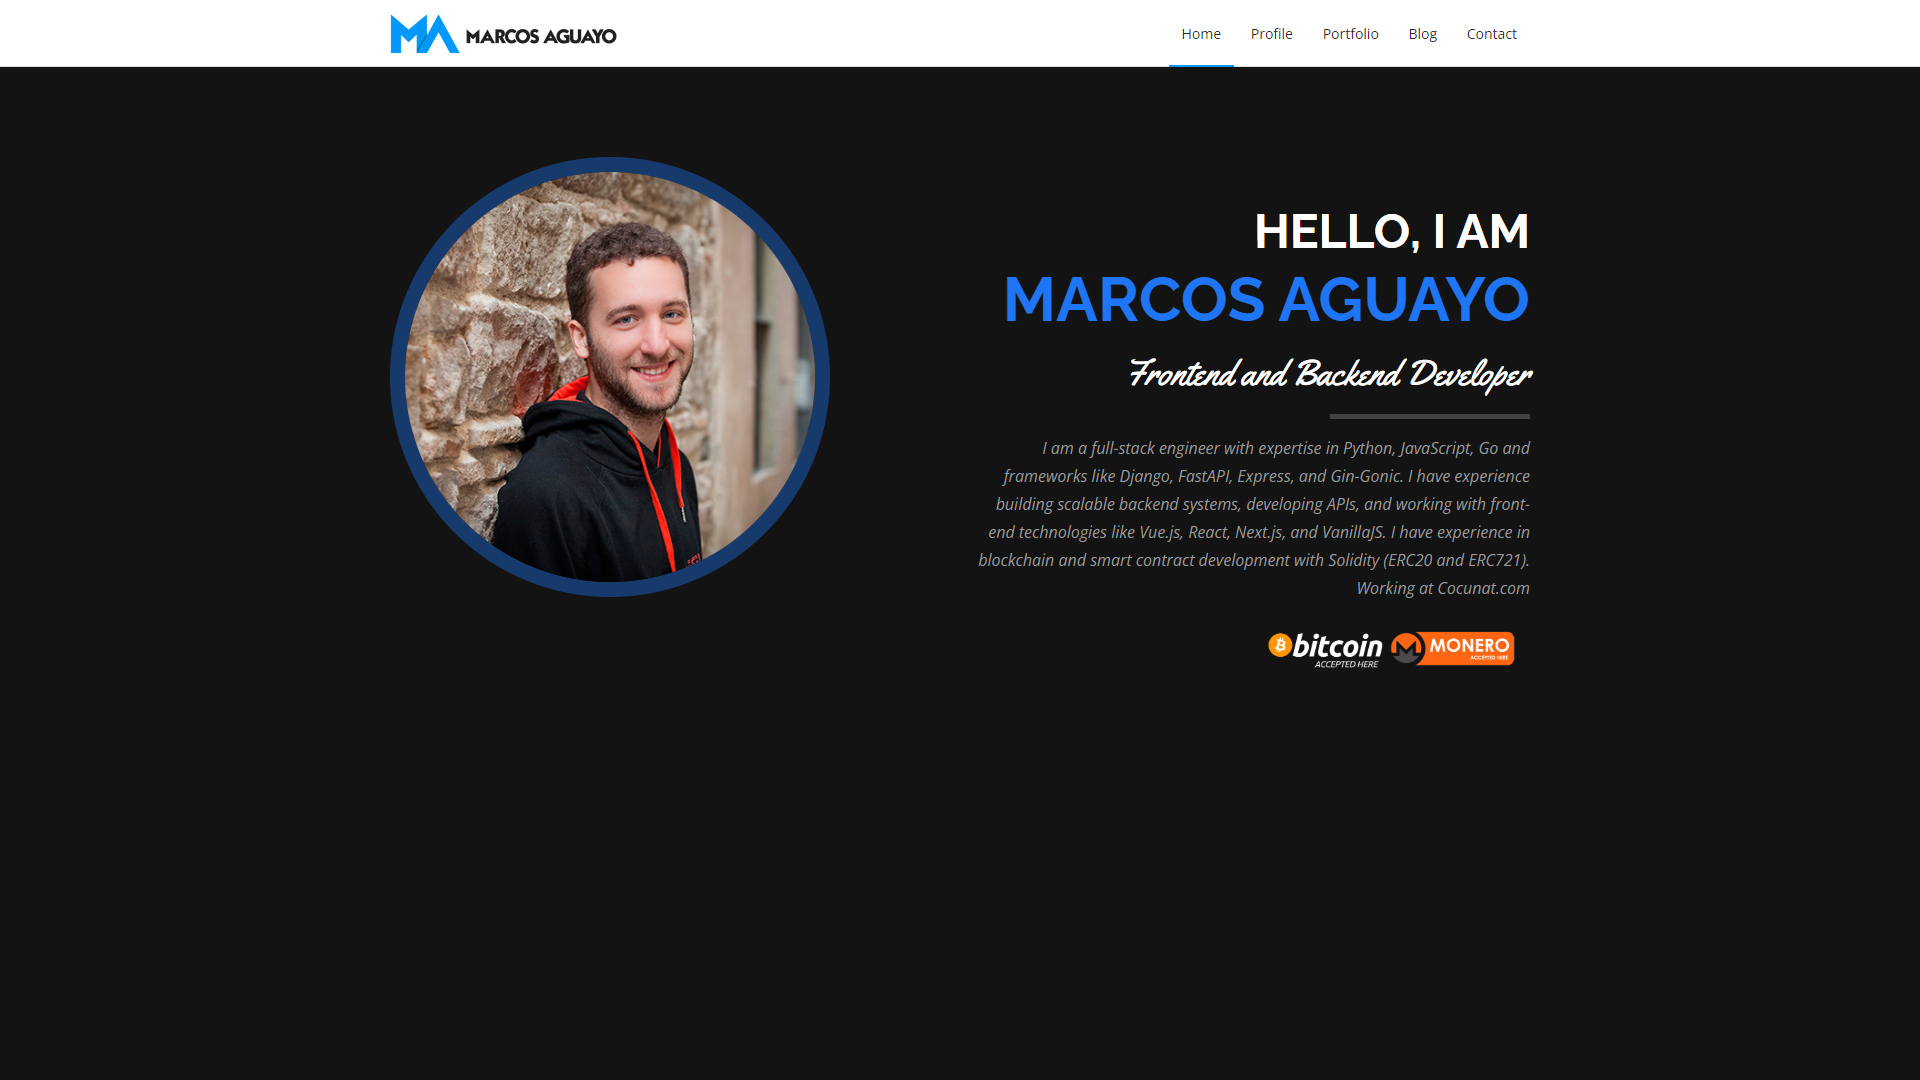 MA MARCOS AGUAYO
Home Profile Portfolio Blog Contact
HELLO, I AM
MARCOS AGUAYO
Frontend and Backend Developer
I am a full-stack engineer with expertise in Python, JavaScript, Go and
frameworks like Django, FastAPI, Express, and Gin-Gonic. I have experience
building scalable backend systems, developing APIs, and working with front-
end technologies like Vue.js, React, Next.js, and VanillaJS. I have experience in
blockchain and smart contract development with Solidity (ERC20 and ERC721).
Working at Cocunat.com
bitcoin
ACCEPTED HERE
MONERO
ACCEPTED HERE